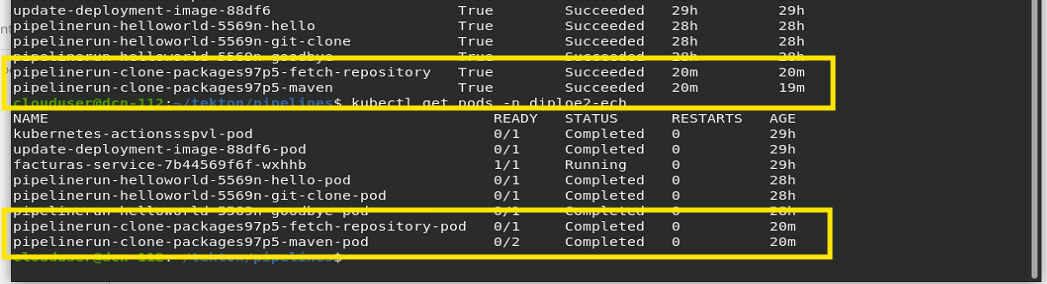 update-deployment-image-88df6 True Succeeded 29h 29h
pipelinerun-helloworld-5569n-hello True Succeeded 28h 28h
pipelinerun-helloworld-5569n-git-clone True Succeeded 28h 28h
pipelinerun-helloworld-5569n-goodbye True Succeeded 28h 28h
pipelinerun-clone-packages97p5-fetch-repository True Succeeded 20m 20m
pipelinerun-clone-packages97p5-maven True Succeeded 20m 19m
clouduser@dcn-112:~/tekton/pipelines$ kubectl get pods -n diploe2-ech
NAME READY STATUS RESTARTS AGE
kubernetes-actionssspvl-pod 0/1 Completed 0 29h
update-deployment-image-88df6-pod 0/1 Completed 0 29h
facturas-service-7b44569f6f-wxhhb 1/1 Running 0 29h
pipelinerun-helloworld-5569n-hello-pod 0/1 Completed 0 28h
pipelinerun-helloworld-5569n-git-clone-pod 0/1 Completed 0 28h
pipelinerun-helloworld-5569n-goodbye-pod 0/1 Completed 0 28h
pipelinerun-clone-packages97p5-fetch-repository-pod 0/1 Completed 0 20m
pipelinerun-clone-packages97p5-maven-pod 0/2 Completed 0 20m
clouduser@dcn-112:~/tekton/pipelines$